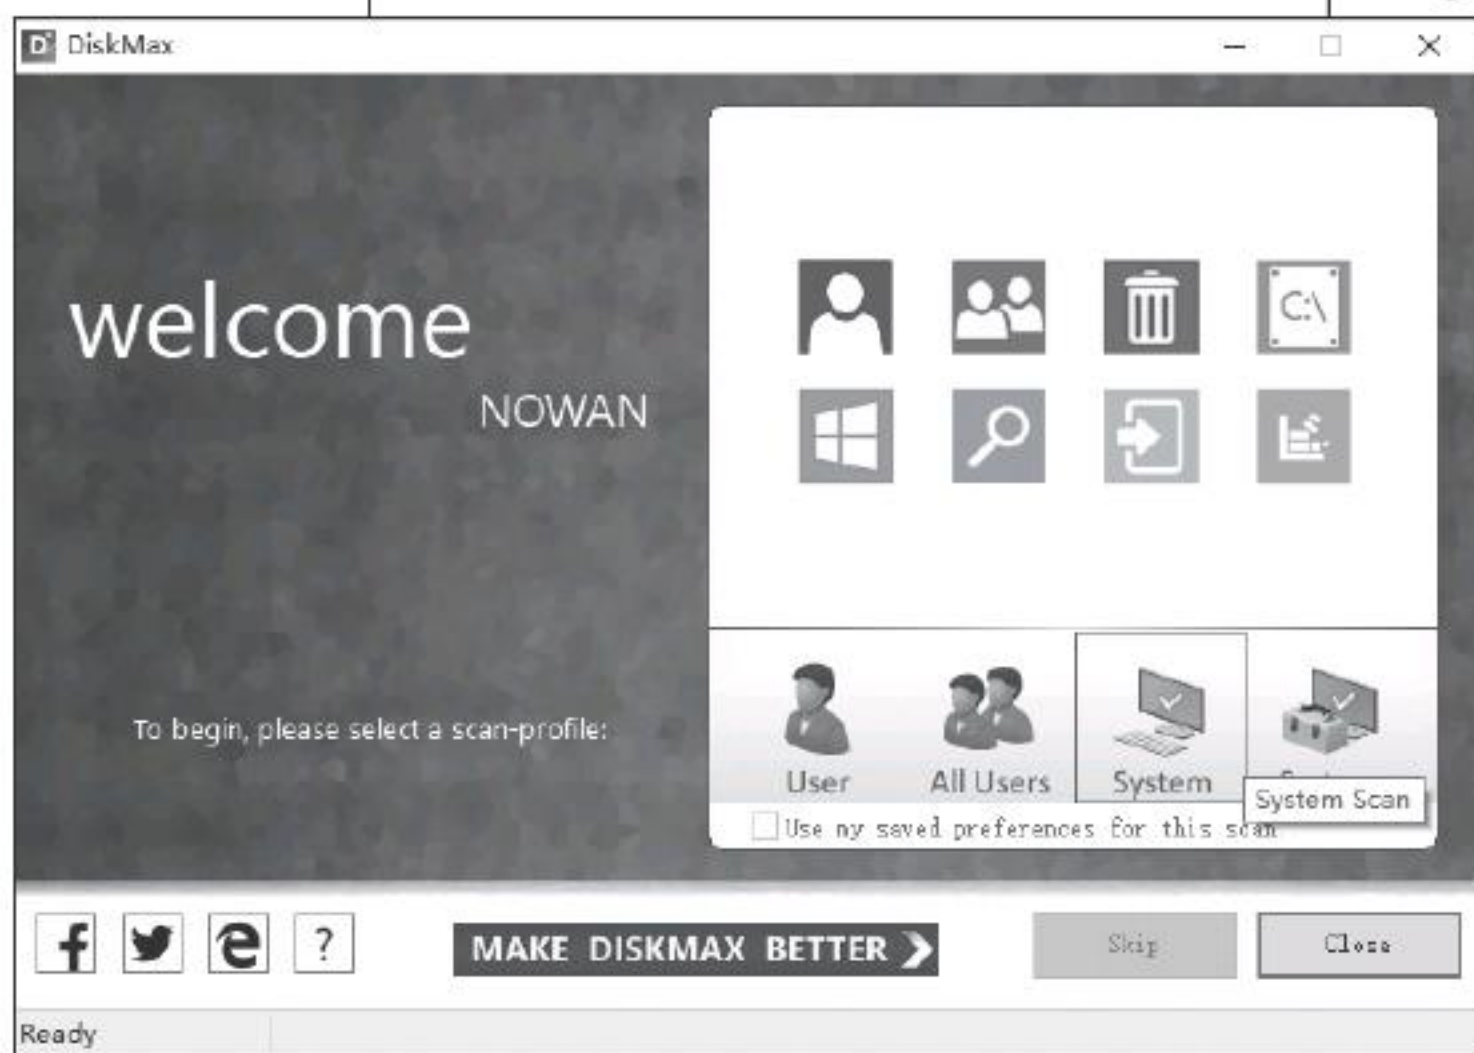 DiskMax
welcome
NOWAN
C:\
To begin, please select a scan-profile:
User
All Users
System
System Scan
Use my saved preferences for this scan
?
MAKE DISKMAX BETTER
Skip
Close
Ready